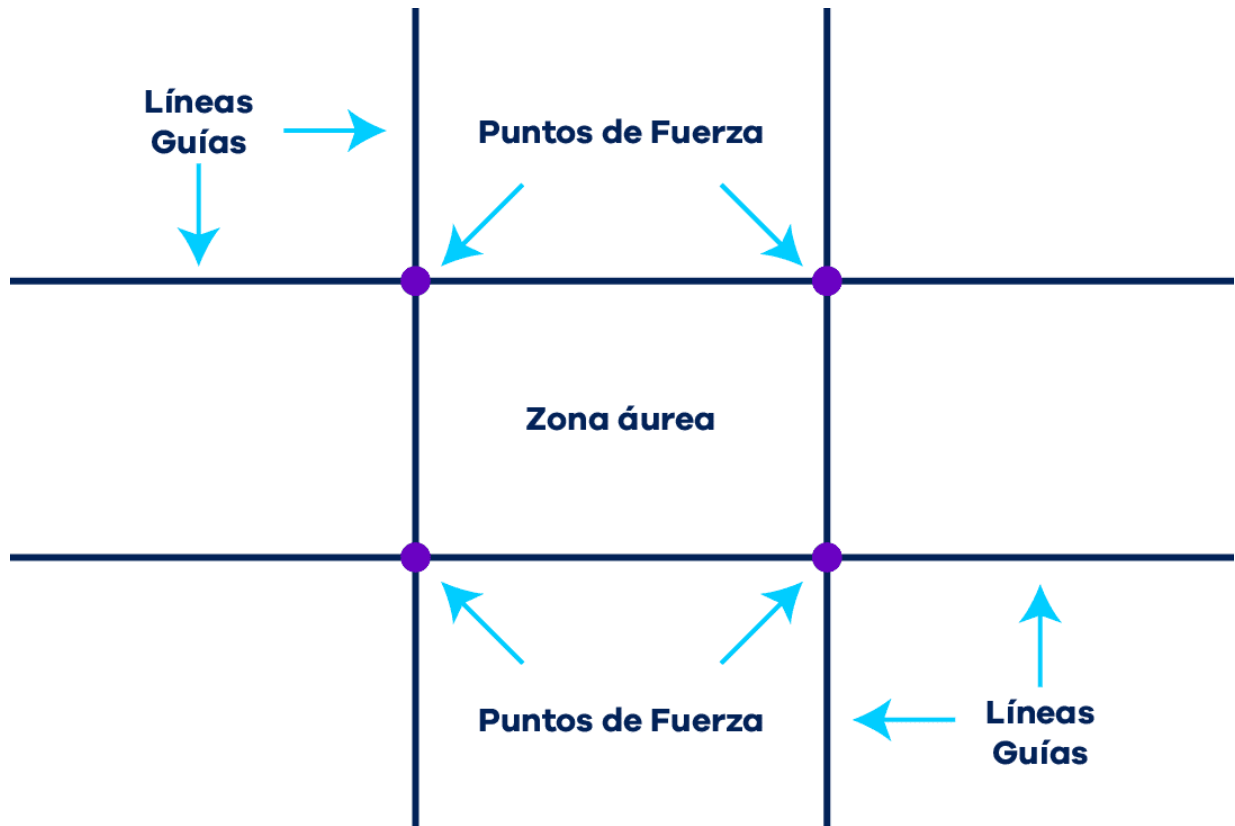 Líneas
Guías
Puntos de Fuerza
Zona áurea
Puntos de Fuerza
Líneas
Guías